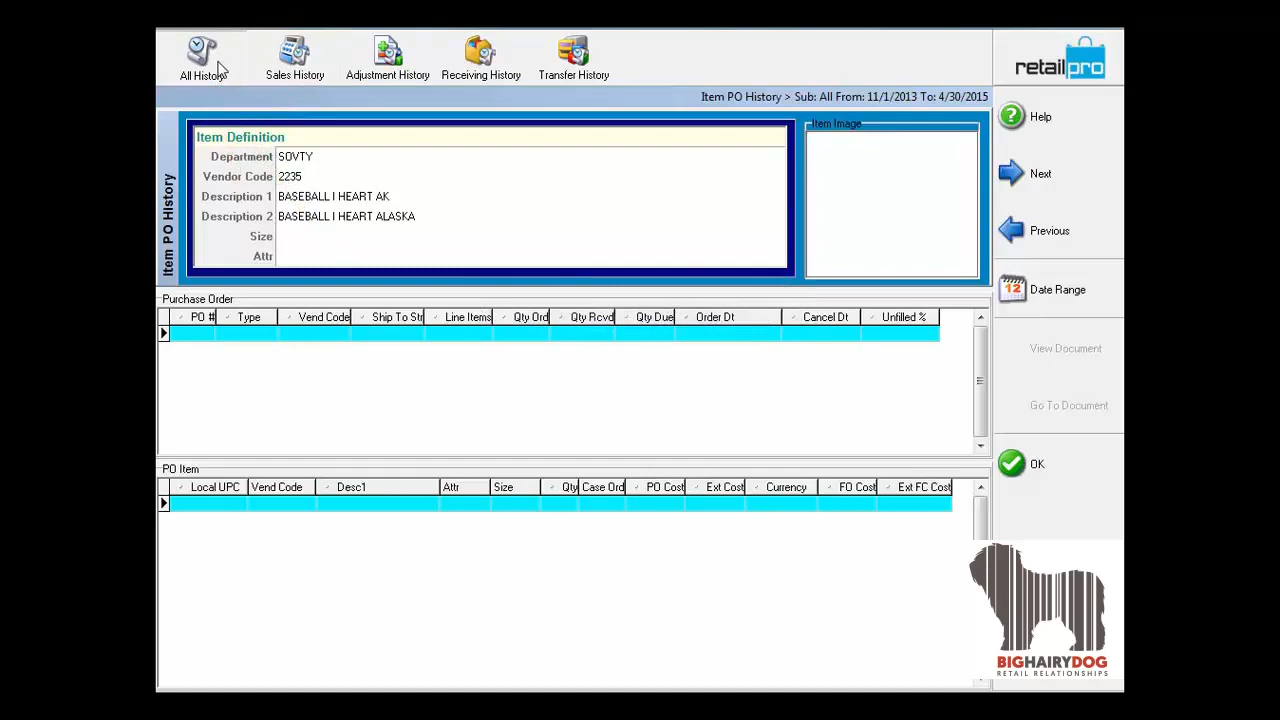 All History Sales History Adjustment History Receiving History Transfer History
retailpro
Item PO History > Sub: All From: 11/1/2013 To: 4/30/2015
Item PO History
Item Definition
Department SOVTY
Vendor Code 2235
Description 1 BASEBALL I HEART AK
Description 2 BASEBALL I HEART ALASKA
Size
Attr
Item Image
Help
Next
Previous
Date Range
View Document
Go To Document
OK
Purchase Order
PO # Type Vend Code Ship To Str Line Items Qty Ord Qty Rcvd Qty Due Order Dt Cancel Dt Unfilled %
PO Item
Local UPC Vend Code Desc1 Attr Size Qty Case Ord PO Cost Ext Cost Currency FO Cost Ext FC Cost
BIGHAIRYDOG
RETAIL RELATIONSHIPS
12